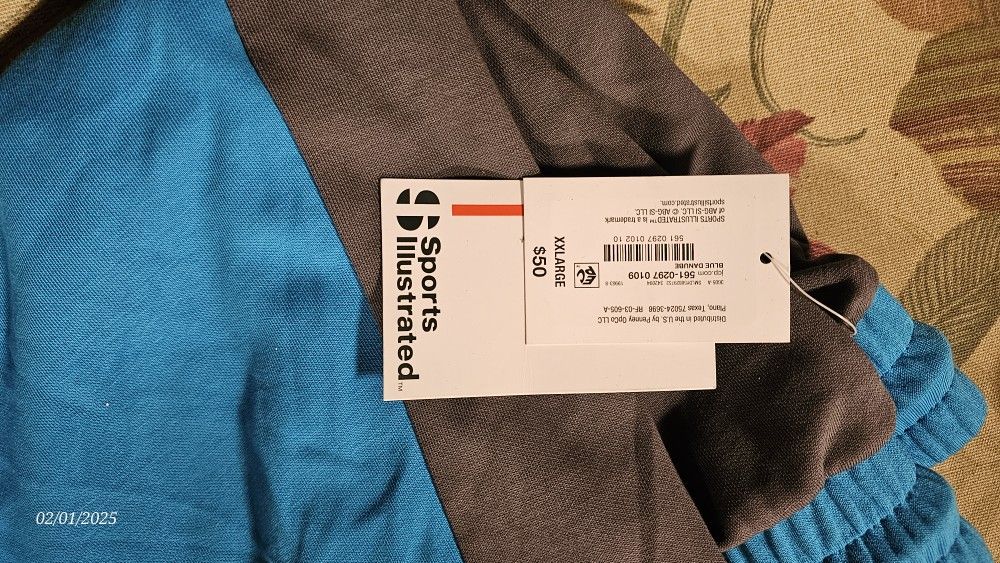 Sports
Illustrated™
SPORTS ILLUSTRATED™ is a trademark
of ABG-SI LLC. © ABG-SI LLC.
sportsillustrated.com.
561 0297 0102 10
BLUE DANUBE
jcp.com 561-0297 0109
XXLARGE
$50
Distributed in the U.S. by Penney OpCo LLC
Plano, Texas 75024-3698 RF-03-605-A
02/01/2025